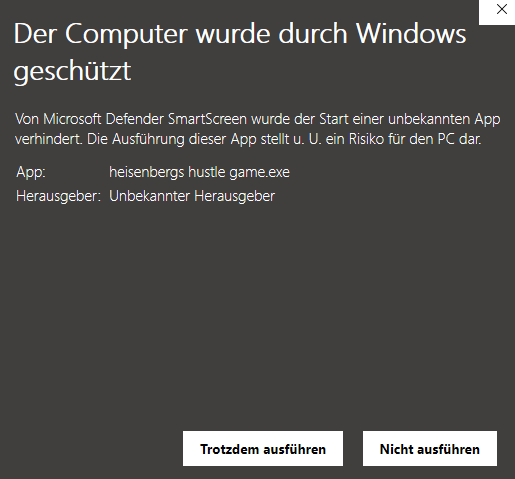 Der Computer wurde durch Windows
geschützt
Von Microsoft Defender SmartScreen wurde der Start einer unbekannten App
verhindert. Die Ausführung dieser App stellt u. U. ein Risiko für den PC dar.
App: heisenbergs hustle game.exe
Herausgeber: Unbekannter Herausgeber
Trotzdem ausführen Nicht ausführen